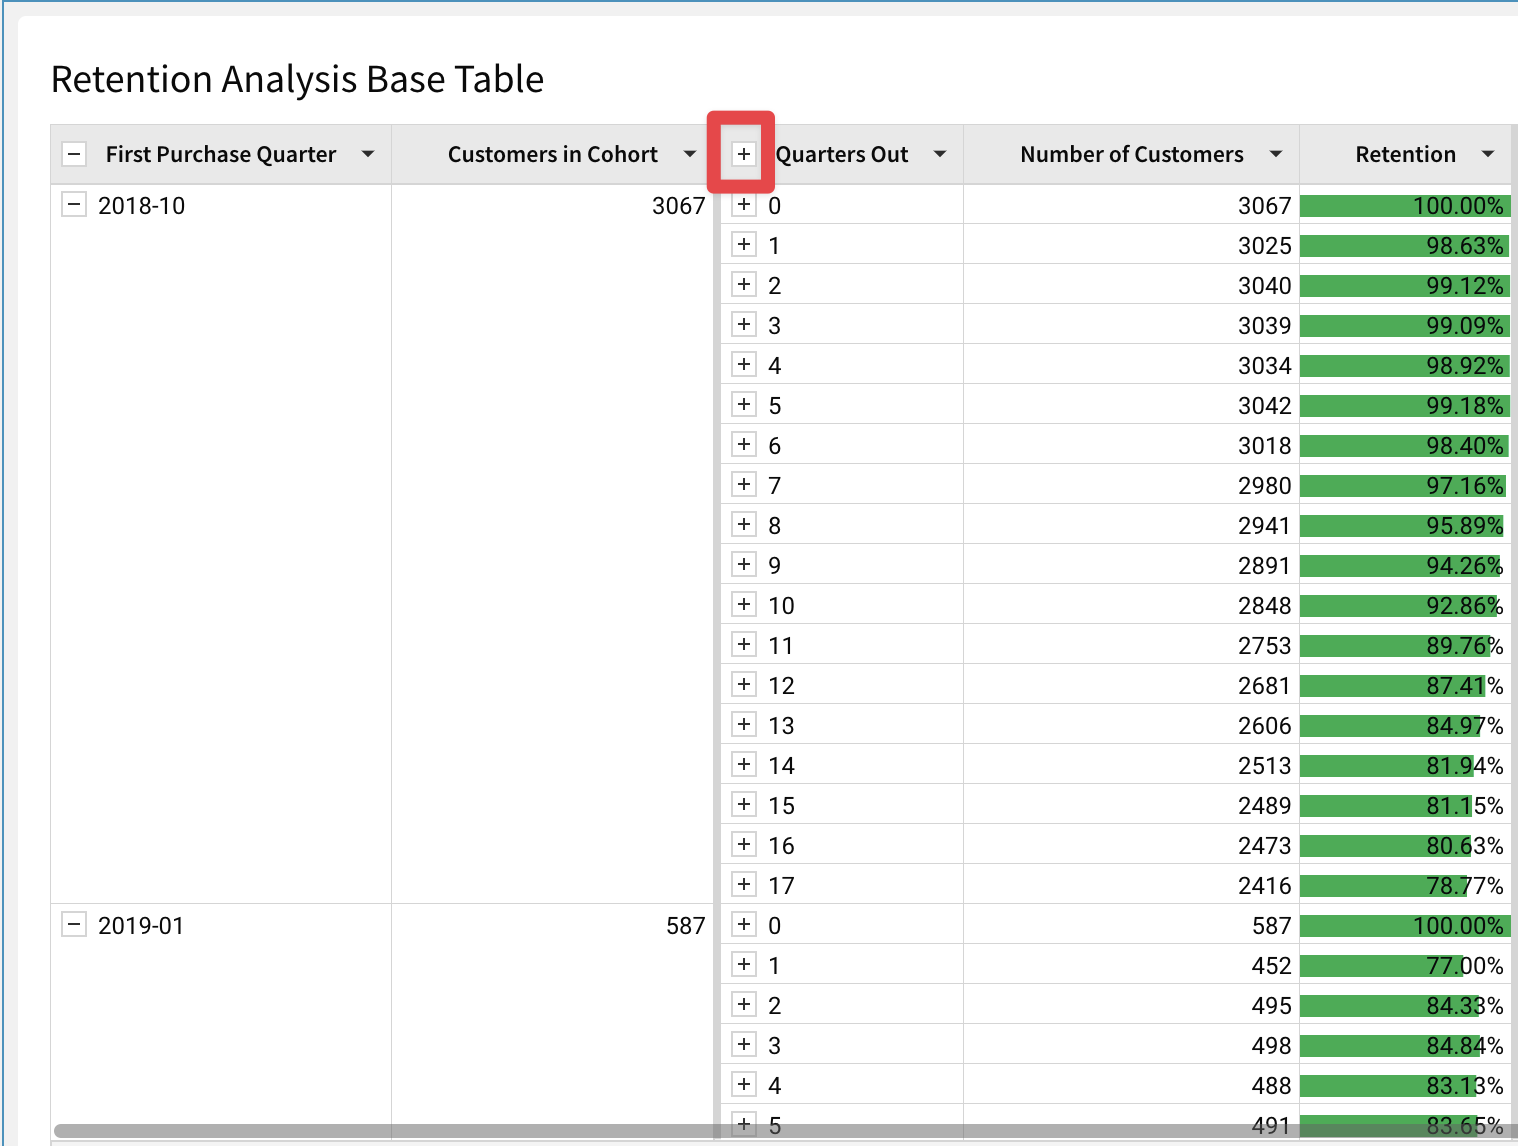 Retention Analysis Base Table
First Purchase Quarter Customers in Cohort Quarters Out Number of Customers Retention
2018-10 3067 0 3067 100.00%
1 3025 98.63%
2 3040 99.12%
3 3039 99.09%
4 3034 98.92%
5 3042 99.18%
6 3018 98.40%
7 2980 97.16%
8 2941 95.89%
9 2891 94.26%
10 2848 92.86%
11 2753 89.76%
12 2681 87.41%
13 2606 84.97%
14 2513 81.94%
15 2489 81.15%
16 2473 80.63%
17 2416 78.77%
2019-01 587 0 587 100.00%
1 452 77.00%
2 495 84.33%
3 498 84.84%
4 488 83.13%
5 491 83.65%